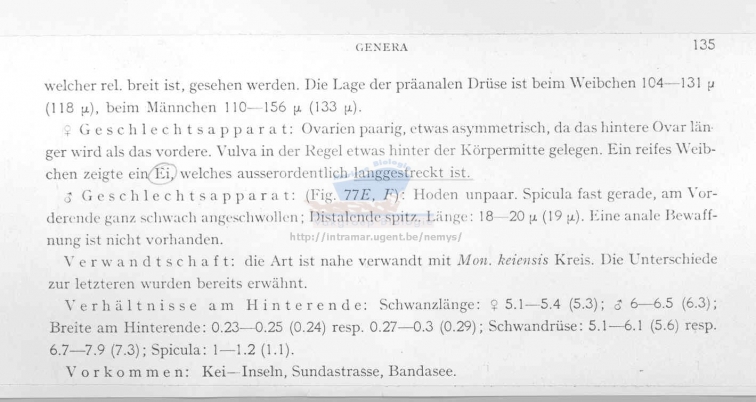 GENERA 135
welcher rel. breit ist, gesehen werden. Die Lage der präanalen Drüse ist beim Weibchen 104—131 µ
(118 µ), beim Männchen 110—156 µ (133 µ).
♀ Geschlechtsapparat: Ovarien paarig, etwas asymmetrisch, da das hintere Ovar län-
ger wird als das vordere. Vulva in der Regel etwas hinter der Körpermitte gelegen. Ein reifes Weib-
chen zeigte ein Ei, welches ausserordentlich langgestreckt ist.
♂ Geschlechtsapparat: (Fig. 77E, F): Hoden unpaar. Spicula fast gerade, am Vor-
derende ganz schwach angeschwollen; Distalende spitz. Länge: 18—20 µ (19 µ). Eine anale Bewaff-
nung ist nicht vorhanden.
http://intramar.ugent.be/nemys/
Verwandtschaft: die Art ist nahe verwandt mit Mon. keiensis Kreis. Die Unterschiede
zur letzteren wurden bereits erwähnt.
Verhältnisse am Hinterende: Schwanzlänge: ♀ 5.1—5.4 (5.3); ♂ 6—6.5 (6.3);
Breite am Hinterende: 0.23—0.25 (0.24) resp. 0.27—0.3 (0.29); Schwandrüse: 5.1—6.1 (5.6) resp.
6.7—7.9 (7.3); Spicula: 1—1.2 (1.1).
Vorkommen: Kei—Inseln, Sundastrasse, Bandasee.